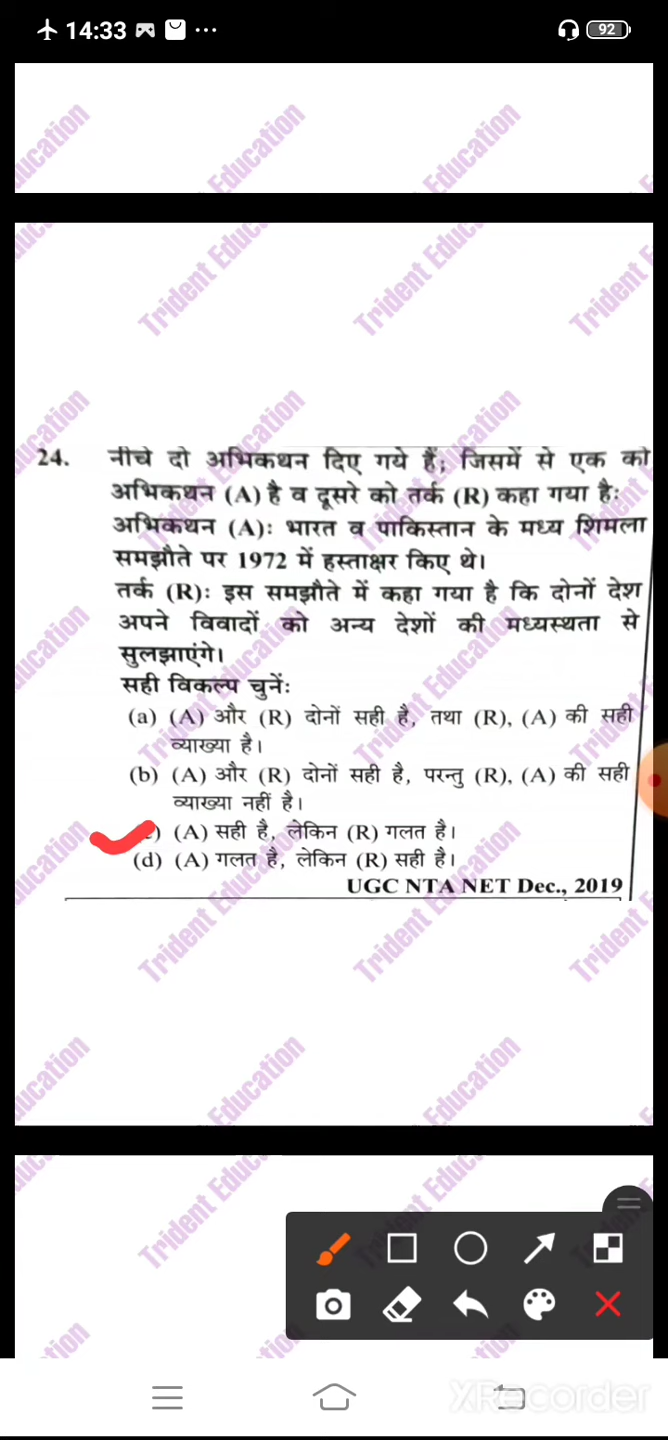 14:33
92
24. नीचे दो अभिकथन दिए गये हैं; जिसमें से एक को
अभिकथन (A) है व दूसरे को तर्क (R) कहा गया है:
अभिकथन (A): भारत व पाकिस्तान के मध्य शिमला
समझौते पर 1972 में हस्ताक्षर किए थे।
तर्क (R): इस समझौते में कहा गया है कि दोनों देश
अपने विवादों को अन्य देशों की मध्यस्थता से
सुलझाएंगे।
सही विकल्प चुनें:
(a) (A) और (R) दोनों सही है, तथा (R), (A) की सही
व्याख्या है।
(b) (A) और (R) दोनों सही है, परन्तु (R), (A) की सही
व्याख्या नहीं है।
) (A) सही है, लेकिन (R) गलत है।
(d) (A) गलत है, लेकिन (R) सही है।
UGC NTA NET Dec., 2019
Trident Education
XRecorder